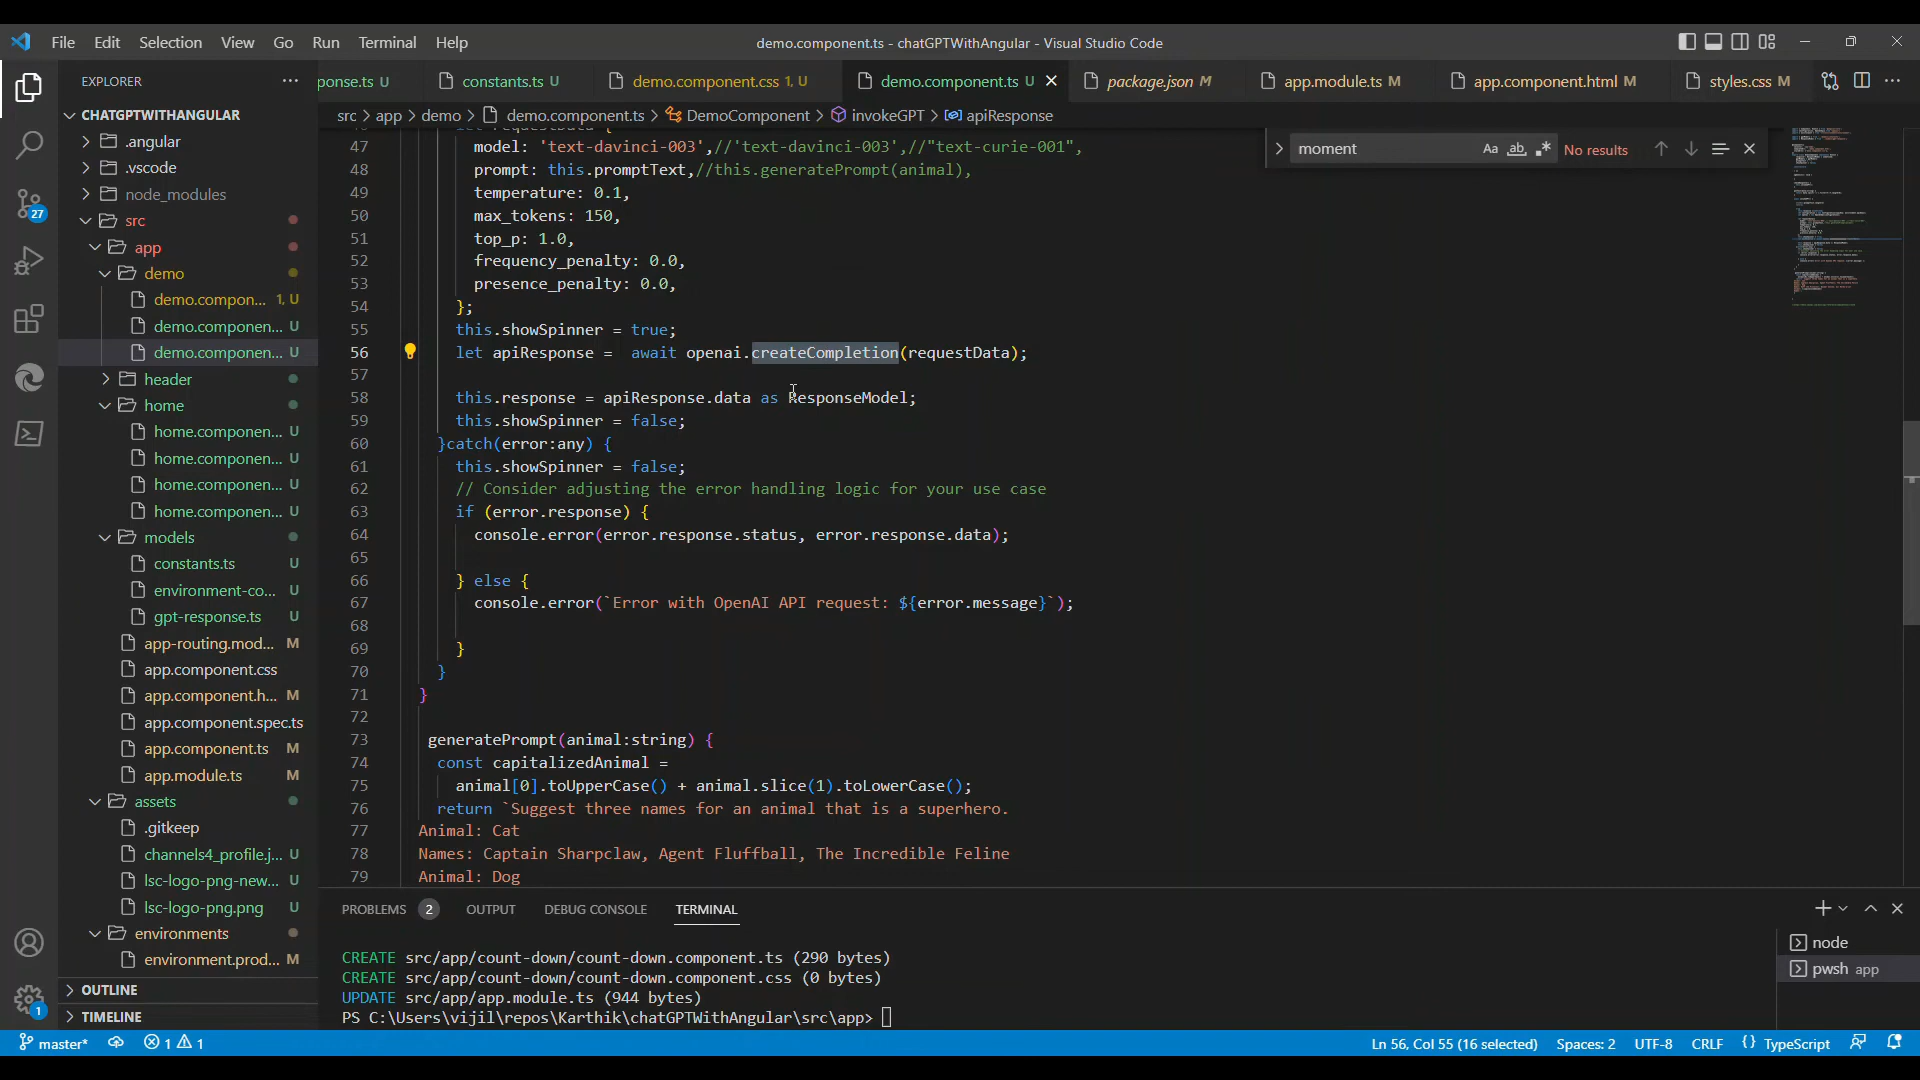 File Edit Selection View Go Run Terminal Help
demo.component.ts - chatGPTWithAngular - Visual Studio Code
EXPLORER
ponse.ts U constants.ts U demo.component.css 1, U demo.component.ts U package.json M app.module.ts M app.component.html M styles.css M
CHATGPTWITHANGULAR
src > app > demo > demo.component.ts > DemoComponent > invokeGPT > apiResponse
moment
Aa ab No results
.angular
.vscode
node_modules
27
src
app
demo
demo.compon... 1, U
demo.componen... U
demo.componen... U
header
home
home.componen... U
home.componen... U
home.componen... U
home.componen... U
models
constants.ts U
environment-co... U
gpt-response.ts U
app-routing.mod... M
app.component.css
app.component.h... M
app.component.spec.ts
app.component.ts M
app.module.ts M
assets
.gitkeep
channels4_profile.j... U
lsc-logo-png-new... U
lsc-logo-png.png U
environments
environment.prod... M
OUTLINE
TIMELINE
1
47 model: 'text-davinci-003',//'text-davinci-003',//"text-curie-001",
48 prompt: this.promptText,//this.generatePrompt(animal),
49 temperature: 0.1,
50 max_tokens: 150,
51 top_p: 1.0,
52 frequency_penalty: 0.0,
53 presence_penalty: 0.0,
54 };
55 this.showSpinner = true;
56 let apiResponse = await openai.createCompletion(requestData);
57
58 this.response = apiResponse.data as ResponseModel;
59 this.showSpinner = false;
60 }catch(error:any) {
61 this.showSpinner = false;
62 // Consider adjusting the error handling logic for your use case
63 if (error.response) {
64 console.error(error.response.status, error.response.data);
65
66 } else {
67 console.error(`Error with OpenAI API request: ${error.message}`);
68
69 }
70 }
71 }
72
73 generatePrompt(animal:string) {
74 const capitalizedAnimal =
75 animal[0].toUpperCase() + animal.slice(1).toLowerCase();
76 return `Suggest three names for an animal that is a superhero.
77 Animal: Cat
78 Names: Captain Sharpclaw, Agent Fluffball, The Incredible Feline
79 Animal: Dog
PROBLEMS 2 OUTPUT DEBUG CONSOLE TERMINAL
CREATE src/app/count-down/count-down.component.ts (290 bytes)
CREATE src/app/count-down/count-down.component.css (0 bytes)
UPDATE src/app/app.module.ts (944 bytes)
PS C:\Users\vijil\repos\Karthik\chatGPTWithAngular\src\app>
node
pwsh app
master* 1 1
Ln 56, Col 55 (16 selected) Spaces: 2 UTF-8 CRLF {} TypeScript